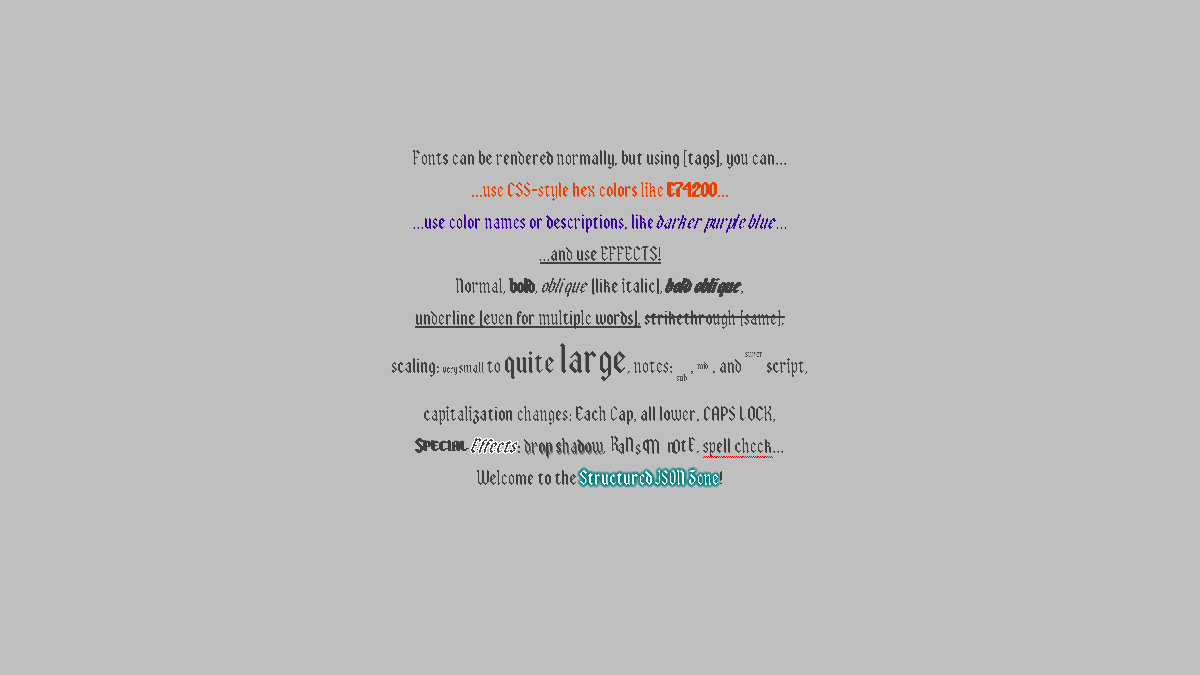 Fonts can be rendered normally, but using [tags], you can...
...use CSS-style hex colors like E74200...
...use color names or descriptions, like darker purple blue...
...and use EFFECTS!
Normal, bold, oblique (like italic), bold oblique,
underline (even for multiple words), strikethrough (same),
scaling: very small to quite large, notes: sub, mid, and super script,
capitalization changes: Each Cap, all lower, CAPS LOCK,
Special Effects: drop shadow, RaNsOM nOtE, spell check...
Welcome to the Structured JSON Zone!